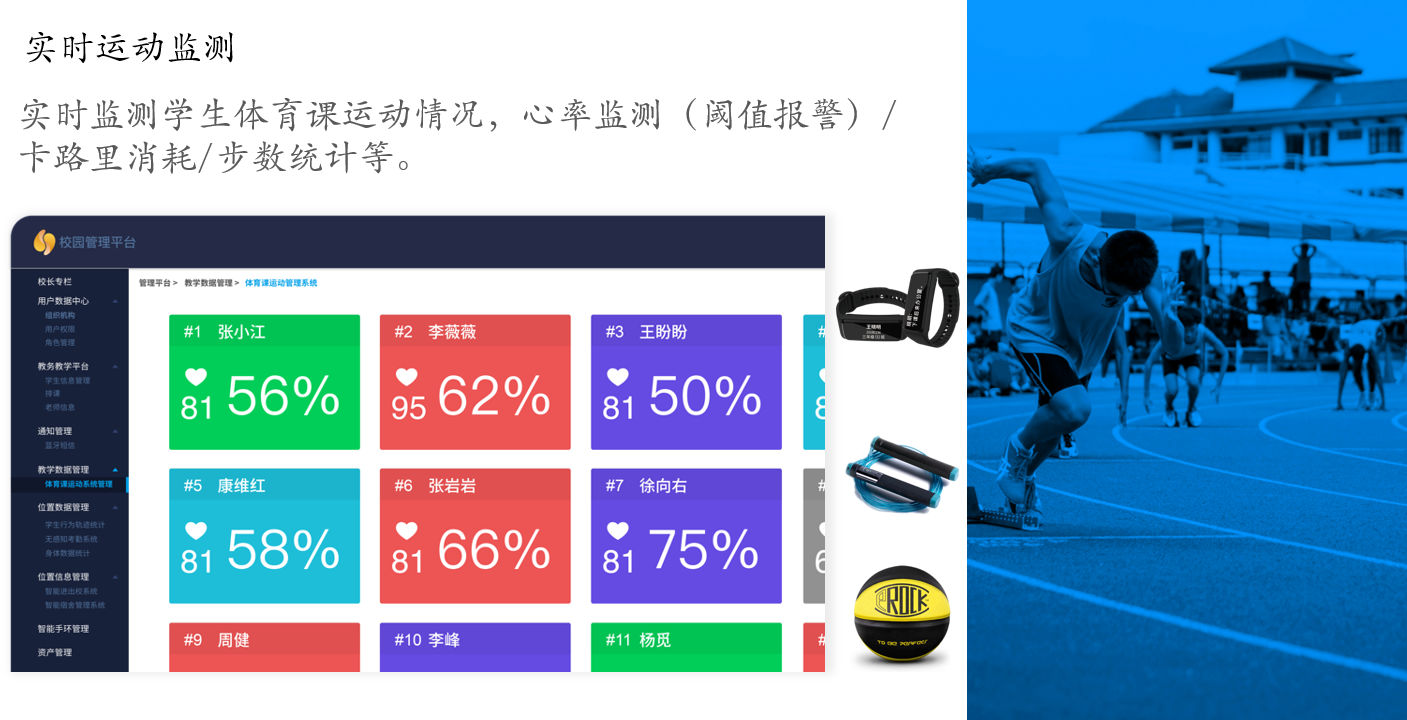 实时运动监测
实时监测学生体育课运动情况，心率监测（阈值报警）/
卡路里消耗/步数统计等。
校园管理平台
校长专栏
用户数据中心
组织机构
用户权限
角色管理
教务教学平台
学生信息管理
排课
老师信息
通知管理
蓝牙短信
教学数据管理
体育课运动系统管理
位置数据管理
学生行为轨迹统计
无感知考勤系统
身体数据统计
位置信息管理
智能进出校系统
智能宿舍管理系统
智能手环管理
资产管理
管理平台 > 教学数据管理 > 体育课运动管理系统
#1 张小江
81 56%
#2 李薇薇
95 62%
#3 王盼盼
81 50%
#5 康维红
81 58%
#6 张岩岩
81 66%
#7 徐向右
81 75%
#9 周健
#10 李峰
#11 杨觅
王晓明
ROCK
TO BE PERFECT